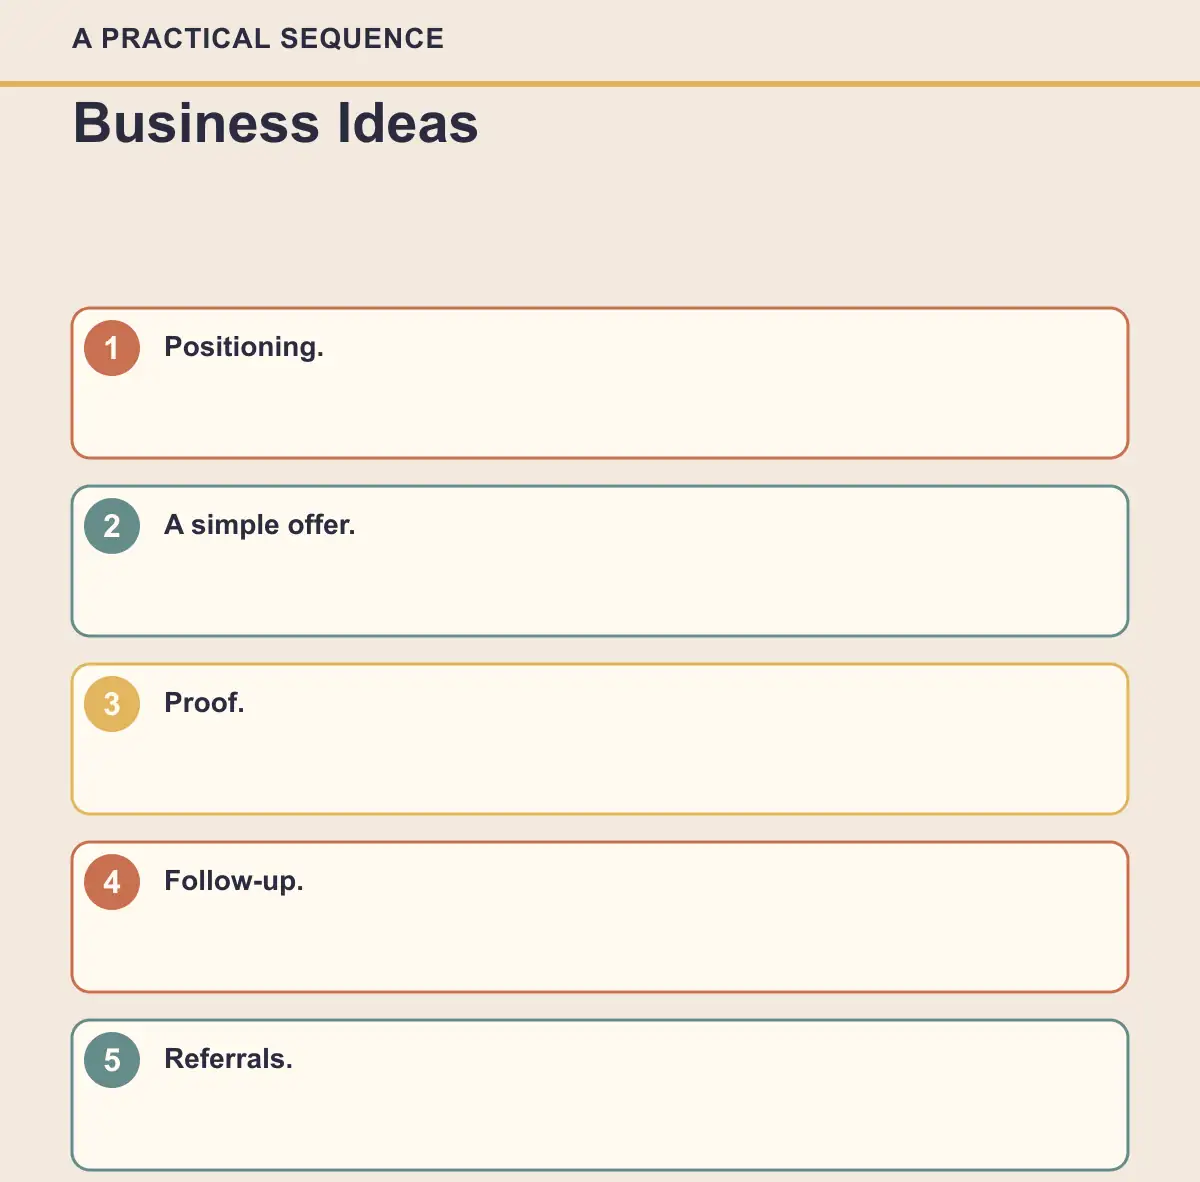 A PRACTICAL SEQUENCE
Business Ideas
1 Positioning.
2 A simple offer.
3 Proof.
4 Follow-up.
5 Referrals.